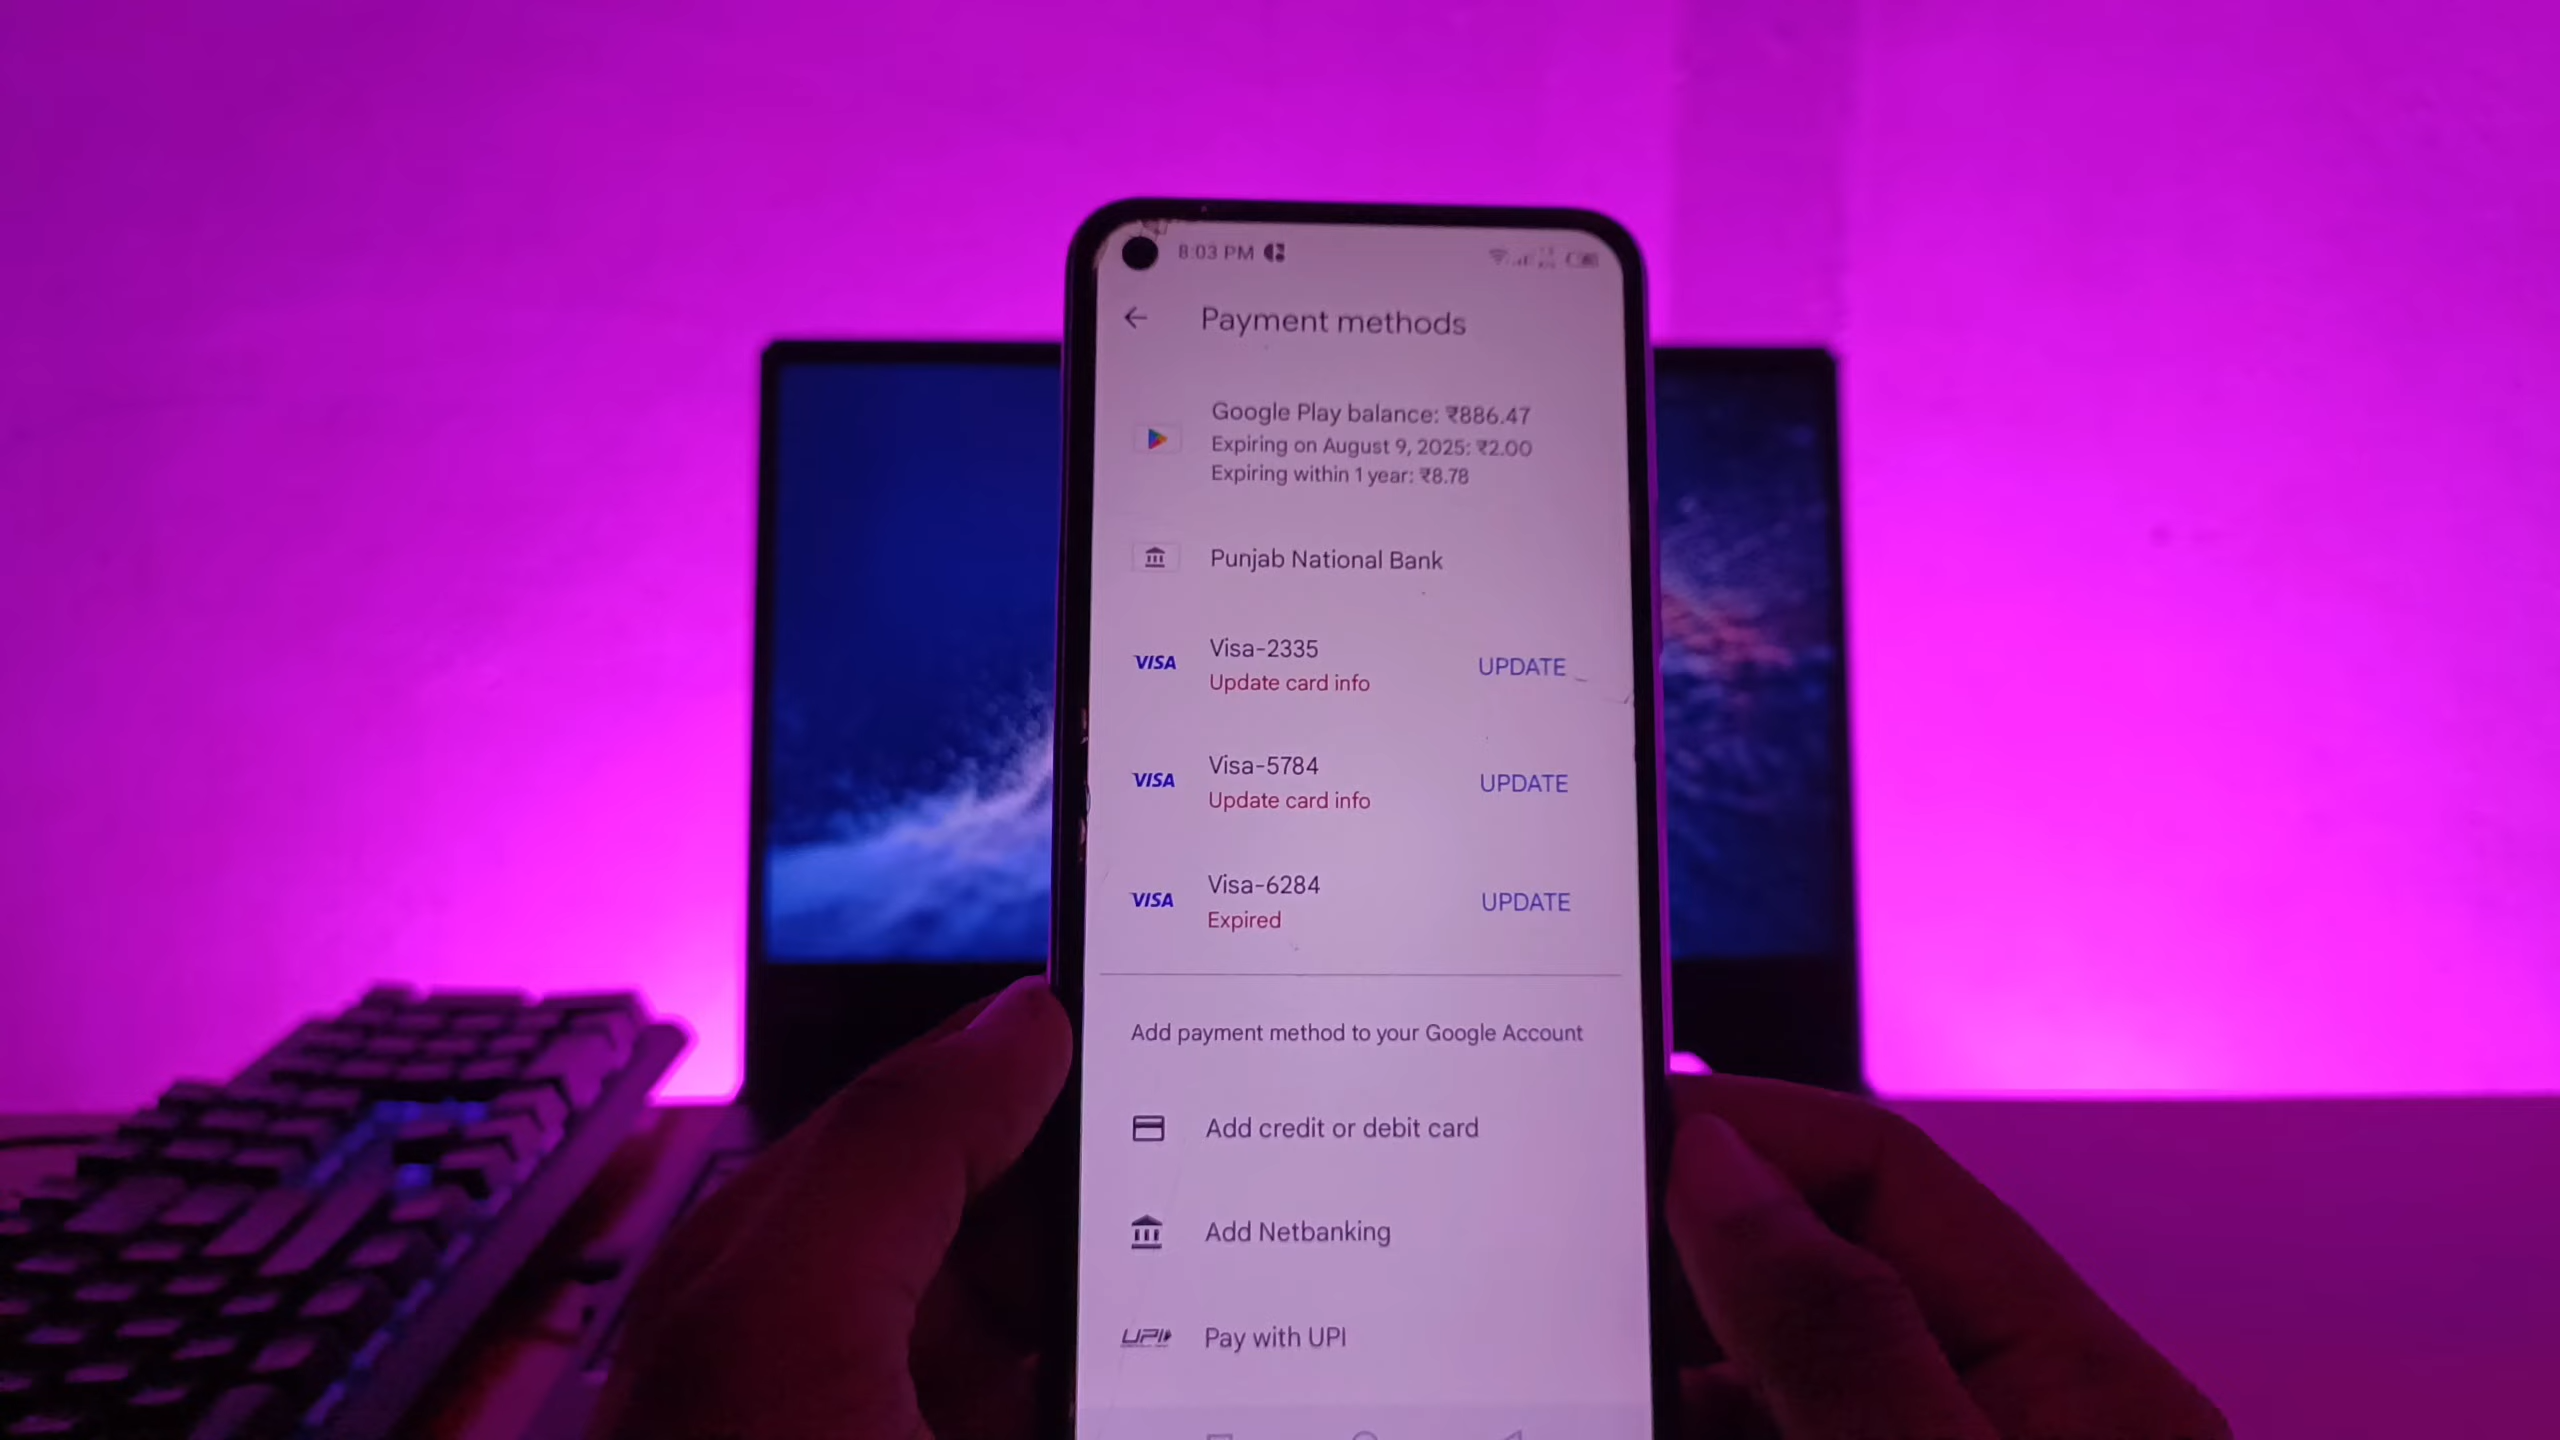 8:03 PM
Payment methods
Google Play balance: ₹886.47
Expiring on August 9, 2025: ₹2.00
Expiring within 1 year: ₹8.78
Punjab National Bank
VISA
Visa-2335
Update card info
UPDATE
VISA
Visa-5784
Update card info
UPDATE
VISA
Visa-6284
Expired
UPDATE
Add payment method to your Google Account
Add credit or debit card
Add Netbanking
UPI
Pay with UPI